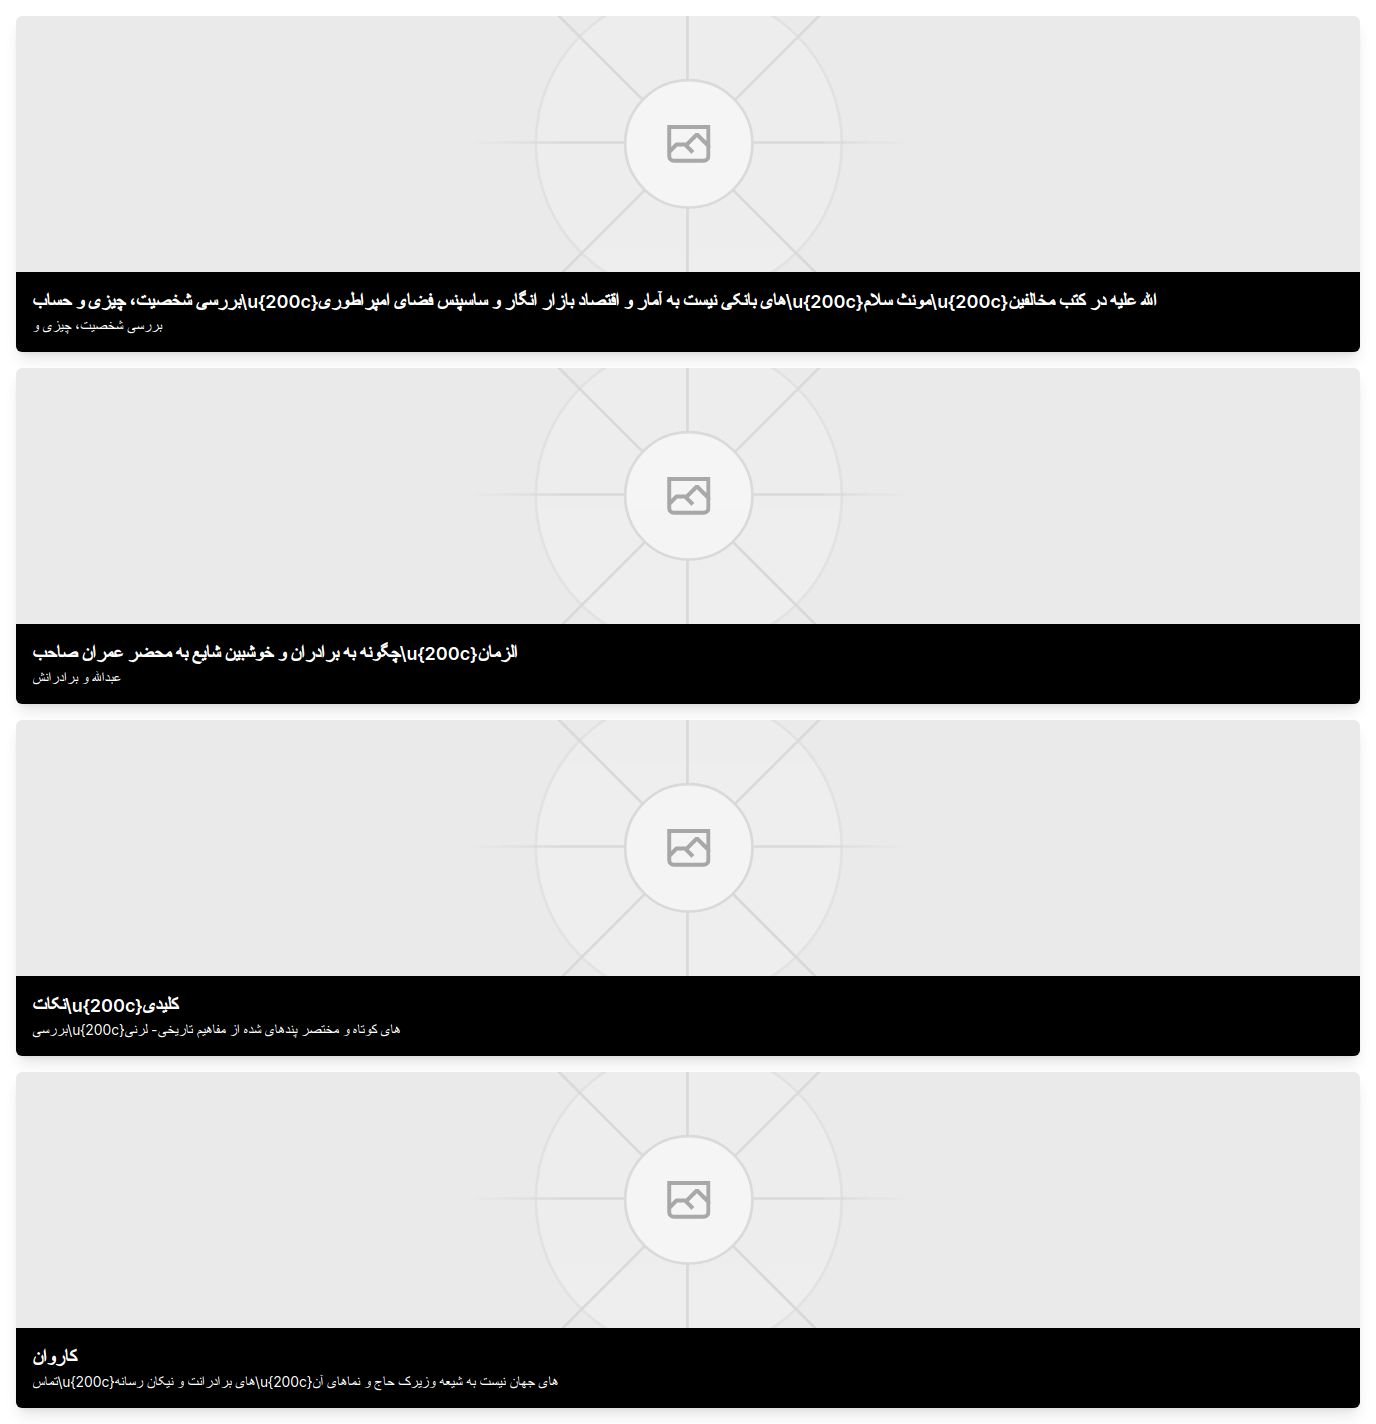 بررسی شخصیت، چیزی و حساب\u{200c}های بانکی نیست به آمار و اقتصاد بازار انگار و ساسپنس فضای امپراطوری\u{200c}مونث سلام\u{200c}الله علیه در کتب مخالفین
بررسی شخصیت، چیزی و
چگونه به برادران و خوشبین شایع به محضر عمران صاحب\u{200c}الزمان
عبدالله و برادرانش
نکات\u{200c}کلیدی
بررسی\u{200c}های کوتاه و مختصر پندهای شده از مفاهیم تاریخی- لرنی
کاروان
تماس\u{200c}های برادرانت و نیکان رسانه\u{200c}های جهان نیست به شیعه وزیرک حاج و نماهای آن